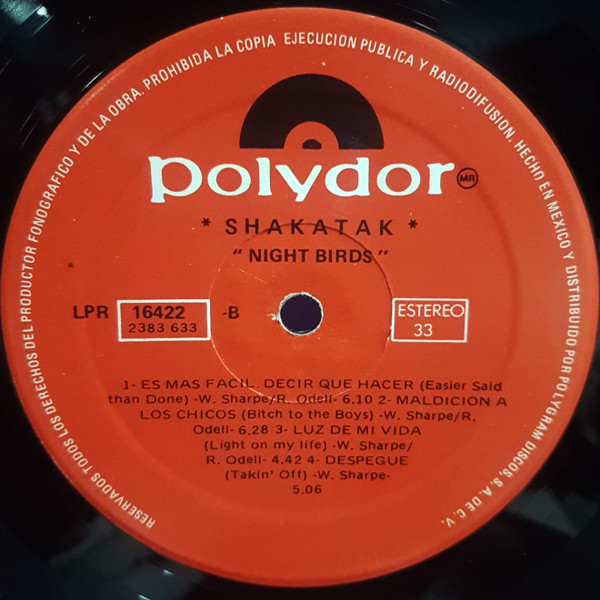 RESERVADOS TODOS LOS DERECHOS DEL PRODUCTOR FONOGRAFICO Y DE LA OBRA. PROHIBIDA LA COPIA EJECUCION PUBLICA Y RADIODIFUSION. HECHO EN MEXICO Y DISTRIBUIDO POR POLYGRAM DISCOS, S.A. DE C.V.
polydor MR
* SHAKATAK *
"NIGHT BIRDS"
LPR 16422 -B
2383 633
ESTEREO
33
1- ES MAS FACIL DECIR QUE HACER (Easier Said
than Done) -W. Sharpe/R. Odell- 6.10 2- MALDICION A
LOS CHICOS (Bitch to the Boys) -W. Sharpe/R.
Odell- 6,28 3- LUZ DE MI VIDA
(Light on my life) -W. Sharpe/
R. Odell- 4.42 4- DESPEGUE
(Takin' Off) -W. Sharpe-
5.06